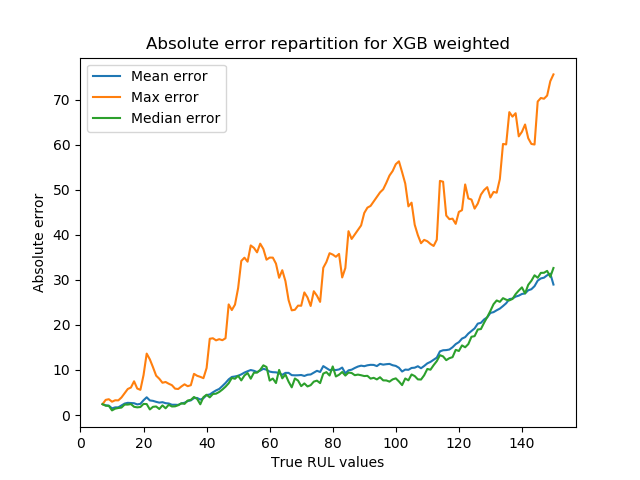 Absolute error repartition for XGB weighted
Mean error
Max error
Median error
Absolute error
70
60
50
40
30
20
10
0
0 20 40 60 80 100 120 140
True RUL values